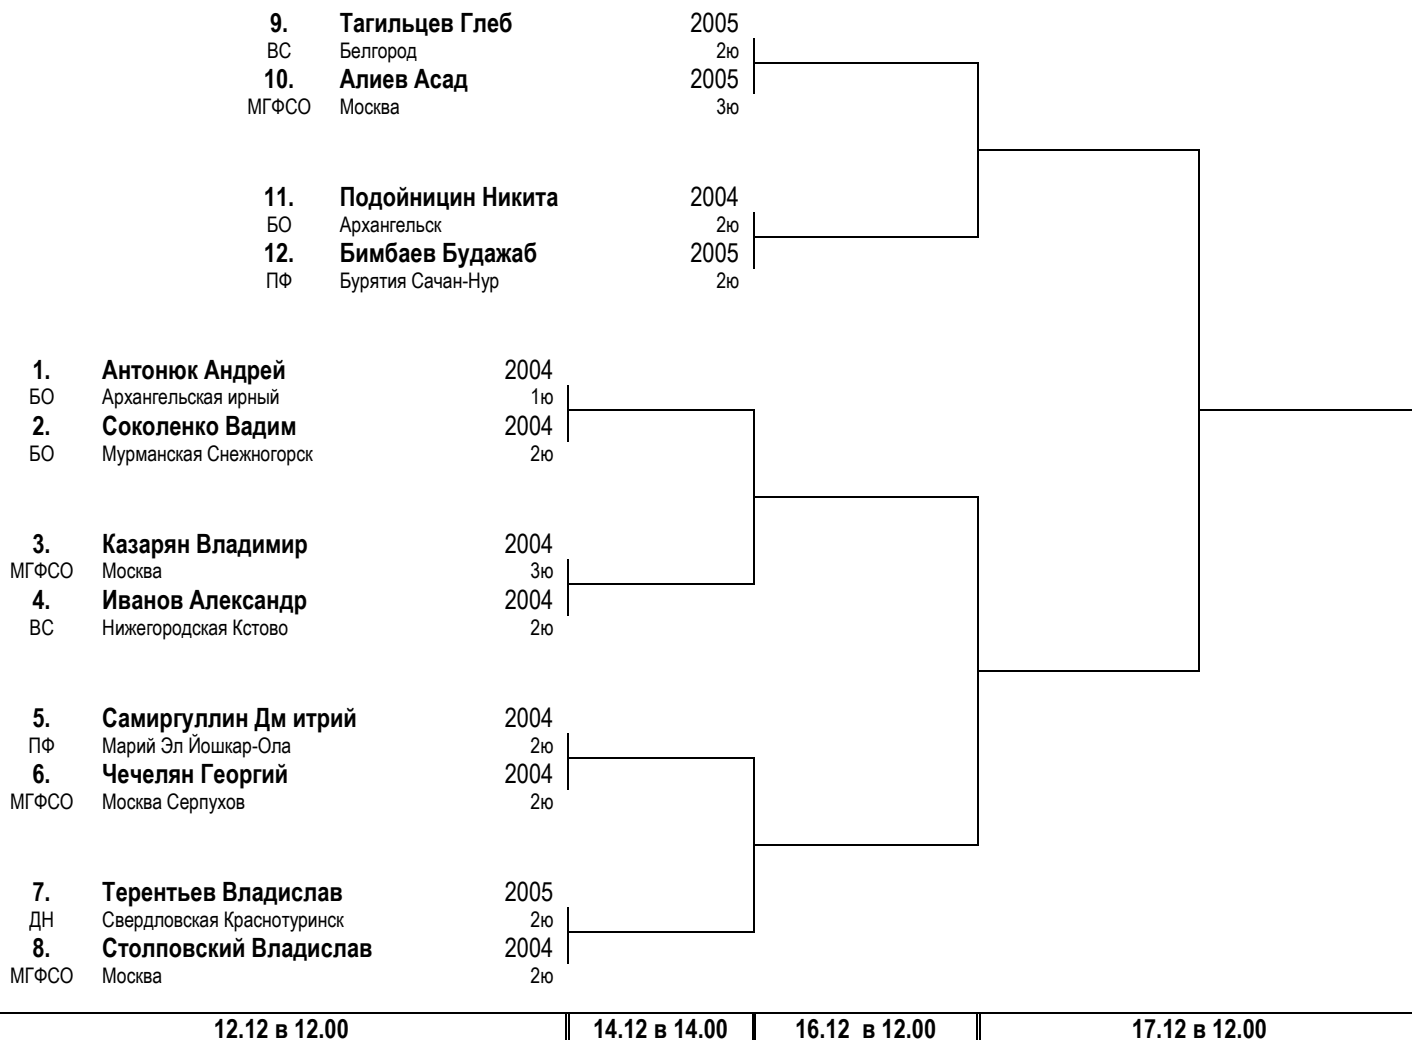 9. Тагильцев Глеб 2005
ВС Белгород 2ю
10. Алиев Асад 2005
МГФСО Москва 3ю
11. Подойницин Никита 2004
БО Архангельск 2ю
12. Бимбаев Будажаб 2005
ПФ Бурятия Сачан-Нур 2ю
1. Антонюк Андрей 2004
БО Архангельская ирный 1ю
2. Соколенко Вадим 2004
БО Мурманская Снежногорск 2ю
3. Казарян Владимир 2004
МГФСО Москва 3ю
4. Иванов Александр 2004
ВС Нижегородская Кстово 2ю
5. Самиргуллин Дм итрий 2004
ПФ Марий Эл Йошкар-Ола 2ю
6. Чечелян Георгий 2004
МГФСО Москва Серпухов 2ю
7. Терентьев Владислав 2005
ДН Свердловская Краснотуринск 2ю
8. Столповский Владислав 2004
МГФСО Москва 2ю
12.12 в 12.00 14.12 в 14.00 16.12 в 12.00 17.12 в 12.00